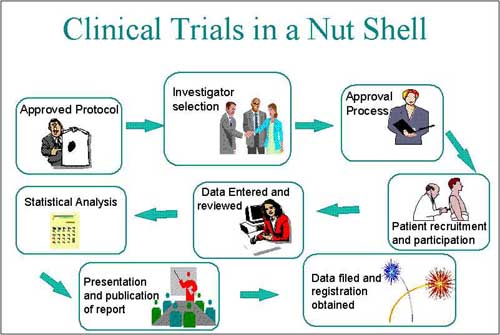 Clinical Trials in a Nut Shell
Approved Protocol
Investigator
selection
Approval
Process
Patient recruitment
and participation
Data Entered and
reviewed
Statistical Analysis
Presentation
and publication
of report
Data filed and
registration
obtained